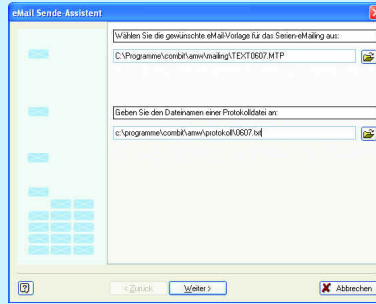 eMail Sende-Assistent
Wählen Sie die gewünschte eMail-Vorlage für das Serien-eMailing aus:
C:\Programme\combit\amw\mailing\TEXT0607.MTP
Geben Sie den Dateinamen einer Protokolldatei an:
c:\programme\combit\amw\protokoll\0607.txt
< Zurück Weiter > Abbrechen